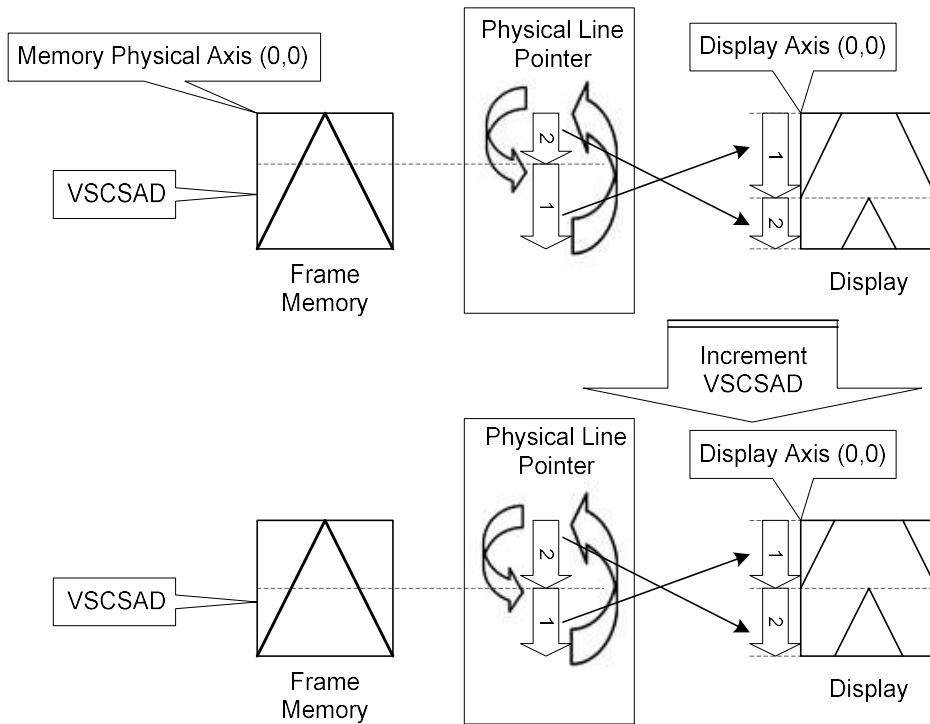 Memory Physical Axis (0,0)
Physical Line
Pointer
Display Axis (0,0)
VSCSAD
2
1
1
2
Frame
Memory
Display
Increment
VSCSAD
Physical Line
Pointer
Display Axis (0,0)
VSCSAD
2
1
1
2
Frame
Memory
Display